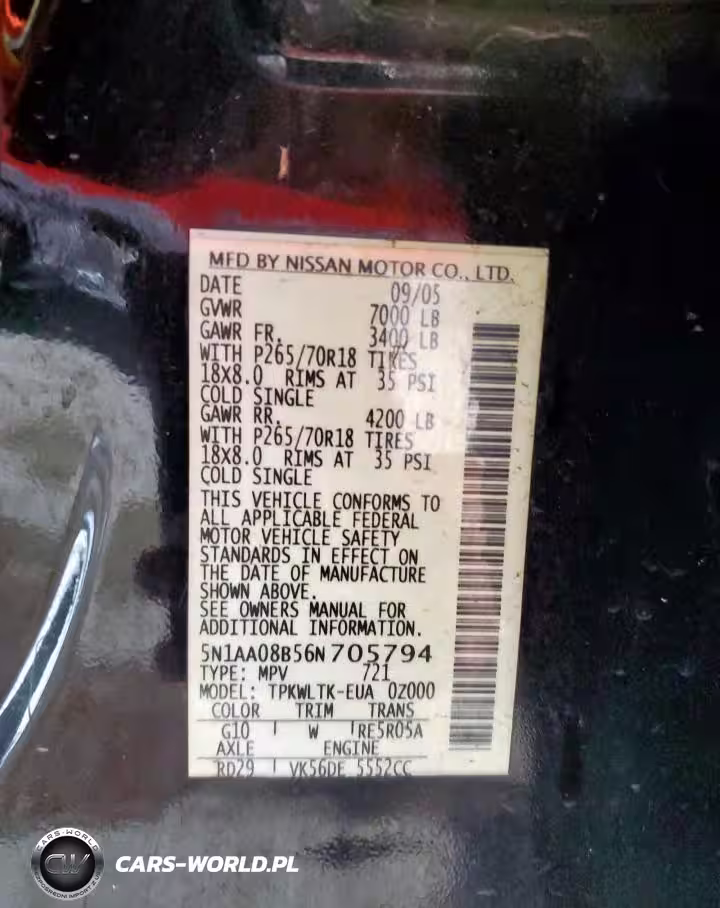 MFD BY NISSAN MOTOR CO., LTD.
DATE 09/05
GVWR 7000 LB
GAWR FR. 3400 LB
WITH P265/70R18 TIRES
18X8.0 RIMS AT 35 PSI
COLD SINGLE
GAWR RR. 4200 LB
WITH P265/70R18 TIRES
18X8.0 RIMS AT 35 PSI
COLD SINGLE
THIS VEHICLE CONFORMS TO
ALL APPLICABLE FEDERAL
MOTOR VEHICLE SAFETY
STANDARDS IN EFFECT ON
THE DATE OF MANUFACTURE
SHOWN ABOVE.
SEE OWNERS MANUAL FOR
ADDITIONAL INFORMATION.
5N1AA08B56N705794
TYPE: MPV 721
MODEL: TPKWLTK-EUA 0Z000
COLOR TRIM TRANS
G10 W RE5R05A
AXLE ENGINE
RD29 VK56DE 5552CC
CARS-WORLD
CW
CARS-WORLD.PL